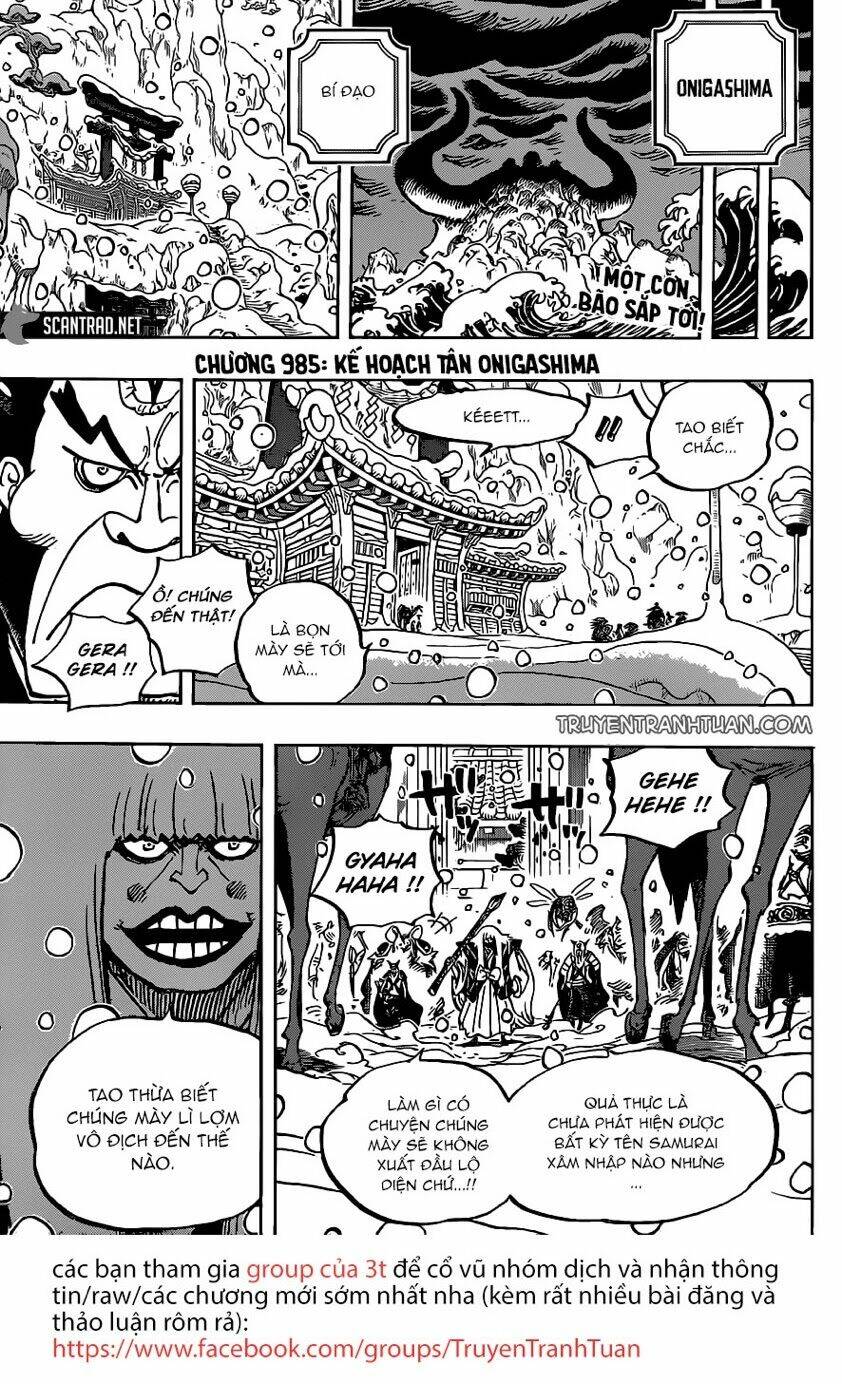 ONIGASHIMA
BÍ ĐẠO
MỘT CƠN
BÃO SẮP TỚI!
SCANTRAD.NET
CHƯƠNG 985: KẾ HOẠCH TÂN ONIGASHIMA
TAO BIẾT
CHẮC...
!!
KÉEETT...
LÀ BỌN
MÀY SẼ TỚI
MÀ...
Ồ! CHÚNG
ĐẾN THẬT!
GERA
GERA !!
TRUYENTRANHTUAN.COM
GEHE
HEHE !!
GYAHA
HAHA !!
QUẢ THỰC LÀ
CHƯA PHÁT HIỆN ĐƯỢC
BẤT KỲ TÊN SAMURAI
XÂM NHẬP NÀO NHƯNG
...
LÀM GÌ CÓ
CHUYỆN CHÚNG
MÀY SẼ KHÔNG
XUẤT ĐẦU LỘ
DIỆN CHỨ...!!
TAO THỪA BIẾT
CHÚNG MÀY LÌ LỢM
VÔ ĐỊCH ĐẾN THẾ
NÀO.
các bạn tham gia group của 3t để cổ vũ nhóm dịch và nhận thông
tin/raw/các chương mới sớm nhất nha (kèm rất nhiều bài đăng và
thảo luận rôm rả):
https://www.facebook.com/groups/TruyenTranhTuan